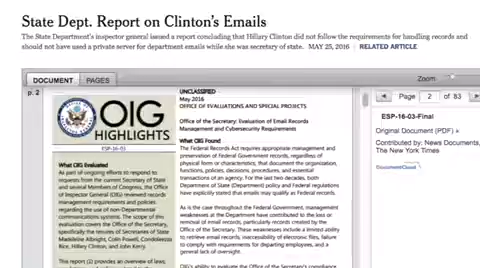 State Dept. Report on Clinton's Emails
The State Department's inspector general issued a report concluding that Hillary Clinton did not follow the requirements for handling records and
should not have used a private server for department emails while she was secretary of state. MAY 25, 2016 RELATED ARTICLE
DOCUMENT PAGES Zoom
p. 2
OIG
HIGHLIGHTS
ESP-16-03
What OIG Evaluated
As part of ongoing efforts to respond to
requests from the current Secretary of State
and several Members of Congress, the
Office of Inspector General (OIG) reviewed records
management requirements and policies
regarding the use of non-Departmental
communications systems. The scope of this
evaluation covers the Office of the Secretary,
specifically the tenures of Secretaries of State
Madeleine Albright, Colin Powell, Condoleezza
Rice, Hillary Clinton, and John Kerry.
This report (1) provides an overview of laws,
UNCLASSIFIED
May 2016
OFFICE OF EVALUATIONS AND SPECIAL PROJECTS
Office of the Secretary: Evaluation of Email Records
Management and Cybersecurity Requirements
What OIG Found
The Federal Records Act requires appropriate management and
preservation of Federal Government records, regardless of
physical form or characteristics, that document the organization,
functions, policies, decisions, procedures, and essential
transactions of an agency. For the last two decades, both
Department of State (Department) policy and Federal regulations
have explicitly stated that emails may qualify as Federal records.
As is the case throughout the Federal Government, management
weaknesses at the Department have contributed to the loss or
removal of email records, particularly records created by the
Office of the Secretary. These weaknesses include a limited ability
to retrieve email records, inaccessibility of electronic files, failure
to comply with requirements for departing employees, and a
general lack of oversight.
OIG's ability to evaluate the Office of the Secretary's compliance
Page 2 of 83
ESP-16-03-Final
Original Document (PDF) »
Contributed by: News Documents,
The New York Times
DocumentCloud